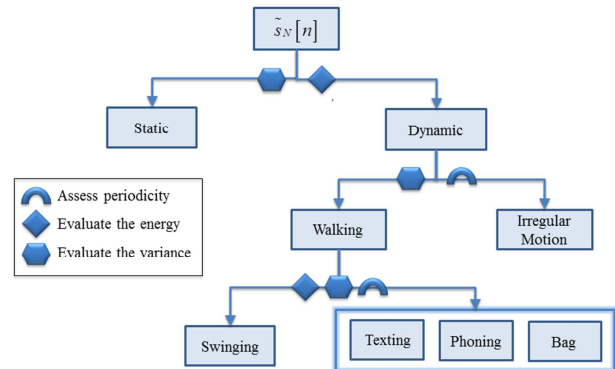 s̃_N[n]
Static
Dynamic
Assess periodicity
Evaluate the energy
Evaluate the variance
Walking
Irregular
Motion
Swinging
Texting
Phoning
Bag